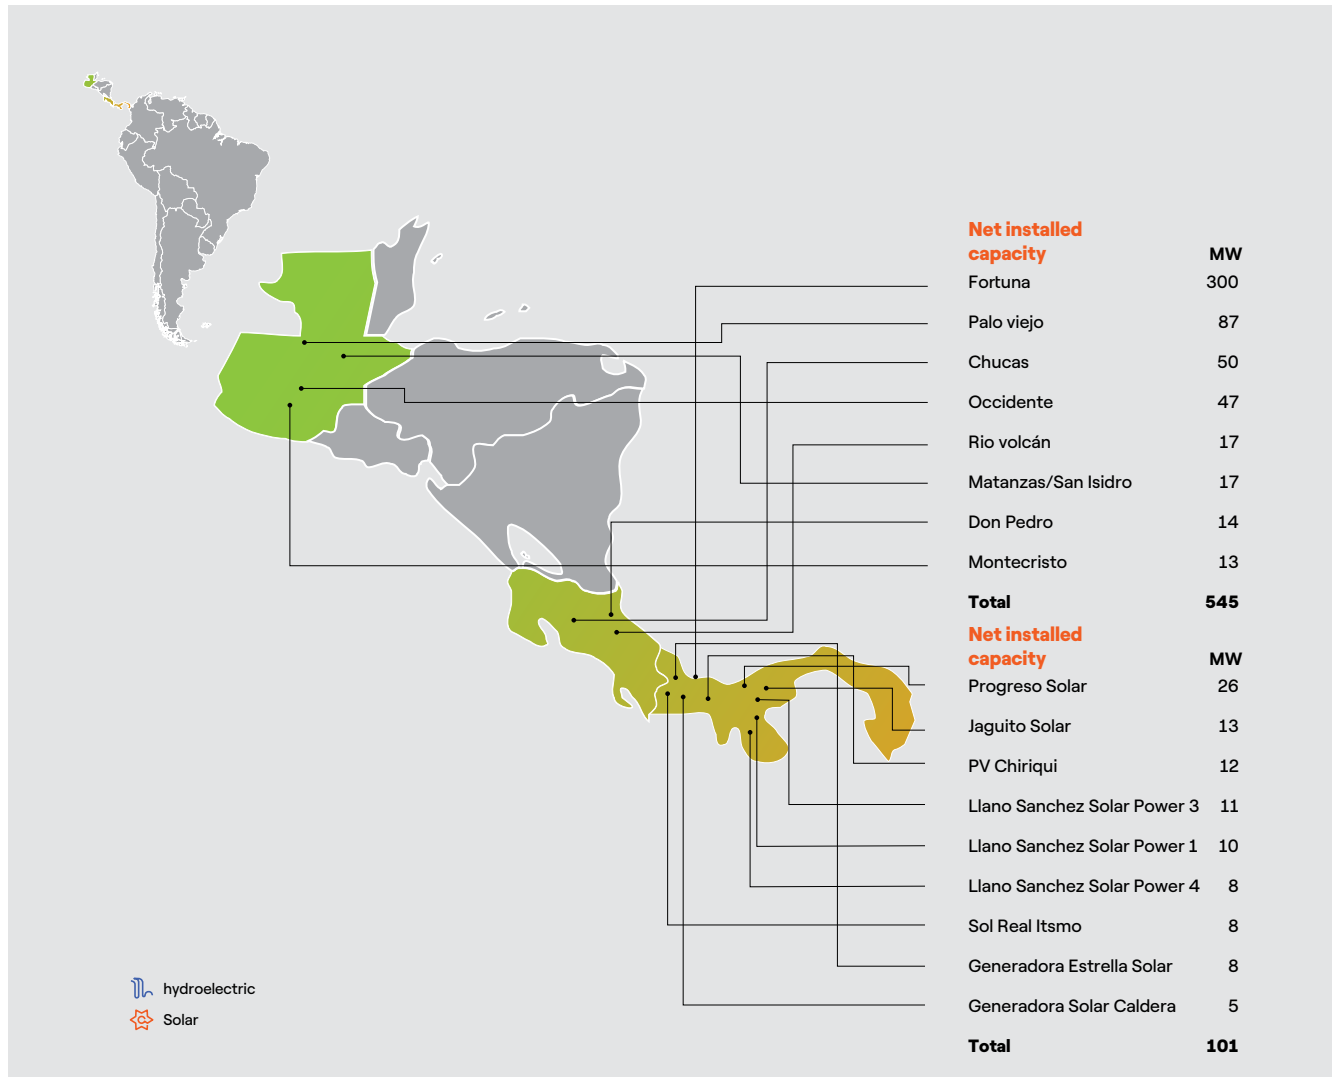 Net installed
capacity MW
Fortuna 300
Palo viejo 87
Chucas 50
Occidente 47
Rio volcán 17
Matanzas/San Isidro 17
Don Pedro 14
Montecristo 13
Total 545
Net installed
capacity MW
Progreso Solar 26
Jaguito Solar 13
PV Chiriqui 12
Llano Sanchez Solar Power 3 11
Llano Sanchez Solar Power 1 10
Llano Sanchez Solar Power 4 8
Sol Real Itsmo 8
Generadora Estrella Solar 8
Generadora Solar Caldera 5
Total 101
hydroelectric
Solar